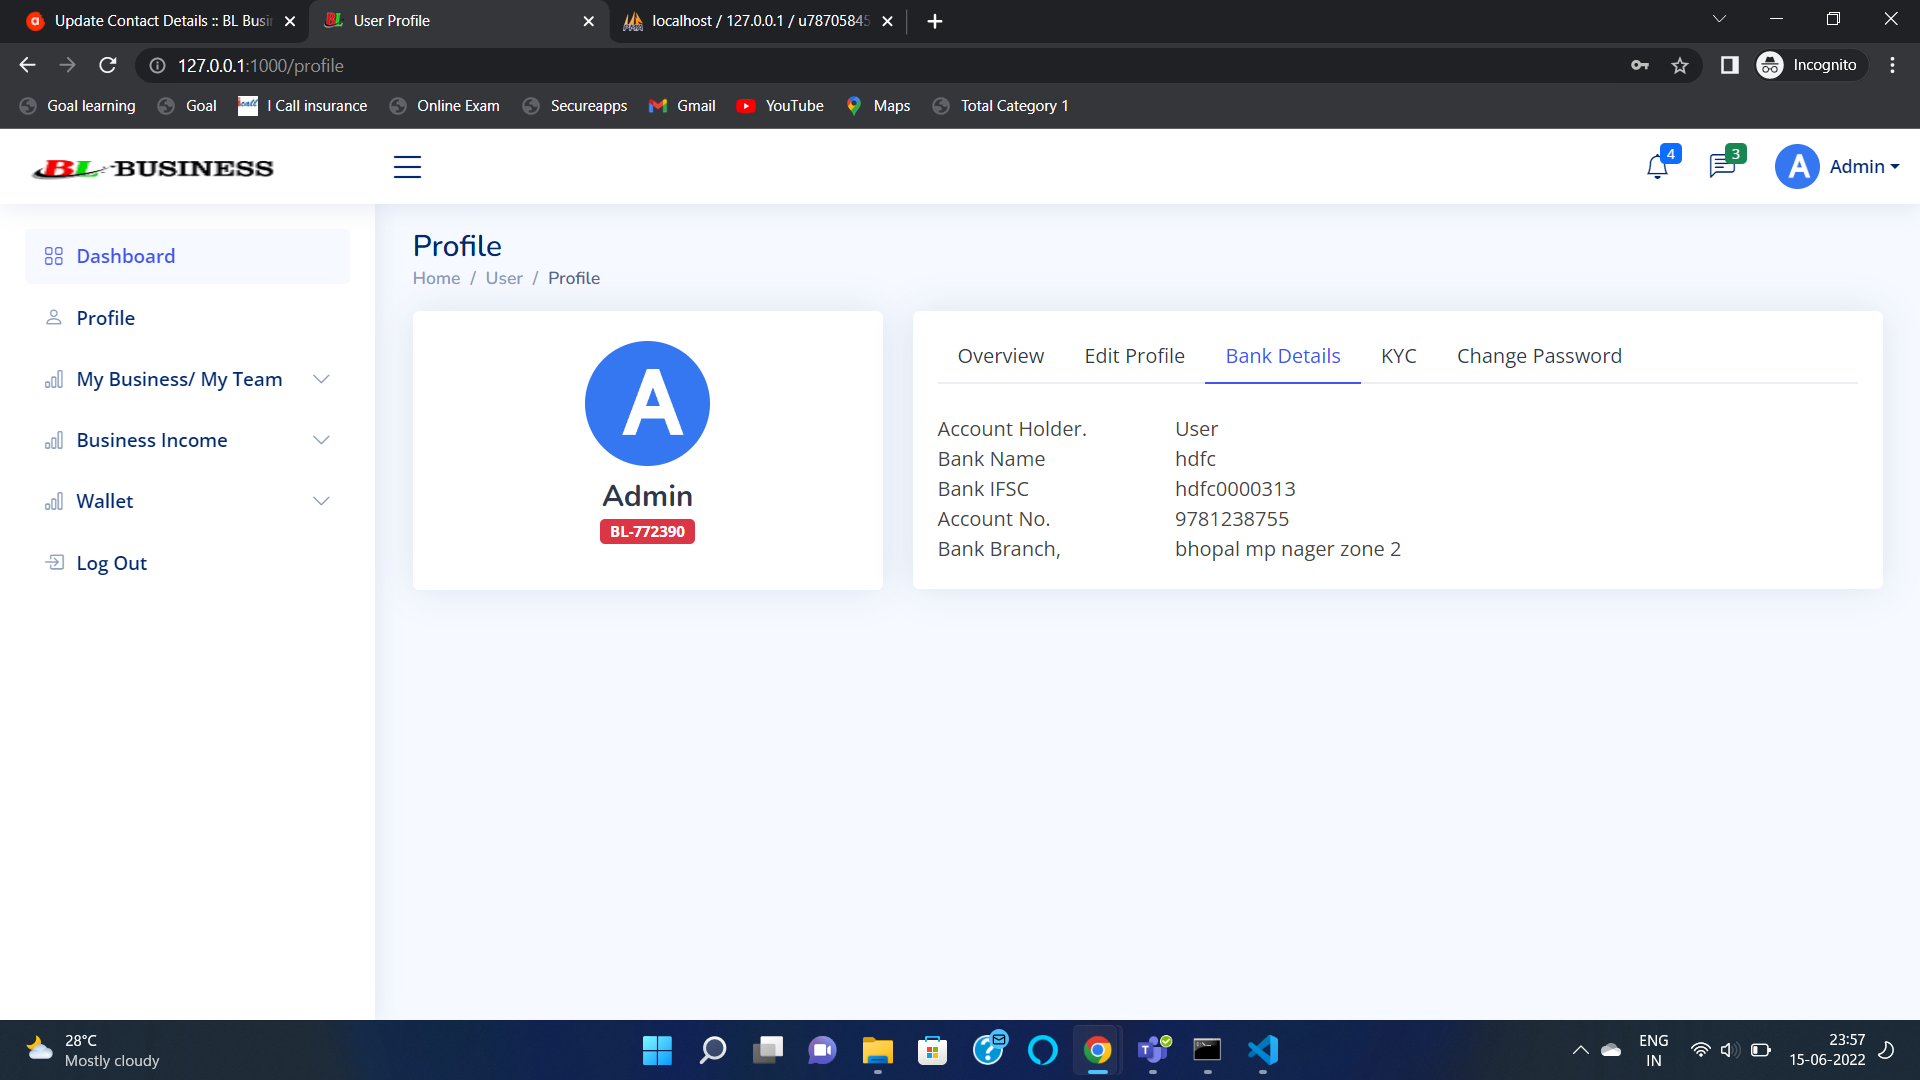 Update Contact Details :: BL Busin
User Profile
localhost / 127.0.0.1 / u78705845
127.0.0.1:1000/profile
Incognito
Goal learning
Goal
I Call insurance
Online Exam
Secureapps
Gmail
YouTube
Maps
Total Category 1
BL-BUSINESS
4
3
A
Admin
Dashboard
Profile
My Business/ My Team
Business Income
Wallet
Log Out
Profile
Home / User / Profile
A
Admin
BL-772390
Overview
Edit Profile
Bank Details
KYC
Change Password
Account Holder. User
Bank Name hdfc
Bank IFSC hdfc0000313
Account No. 9781238755
Bank Branch, bhopal mp nager zone 2
28°C
Mostly cloudy
ENG
IN
23:57
15-06-2022